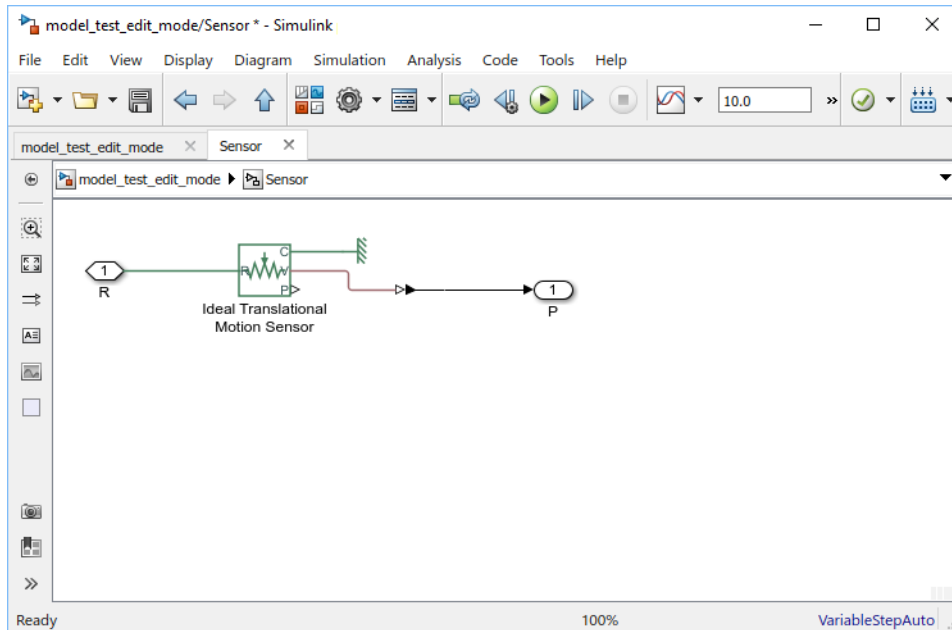 model_test_edit_mode/Sensor * - Simulink
File Edit View Display Diagram Simulation Analysis Code Tools Help
10.0 »
model_test_edit_mode Sensor
model_test_edit_mode Sensor
1
R
R
C
V
P
Ideal Translational
Motion Sensor
1
P
Ready 100% VariableStepAuto